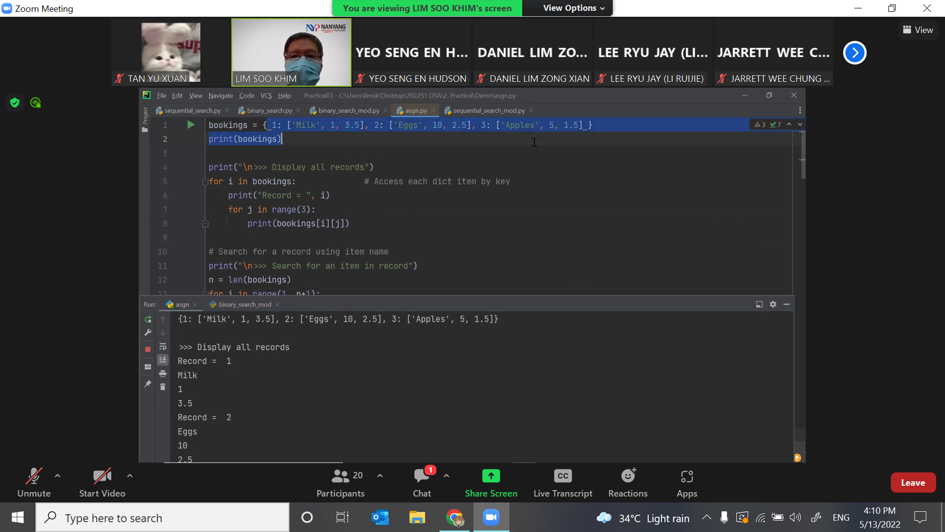 Zoom Meeting
You are viewing LIM SOO KHIM's screen
View Options
View
TAN YU XUAN
NANYANG
LIM SOO KHIM
YEO SENG EN H...
YEO SENG EN HUDSON
DANIEL LIM ZO...
DANIEL LIM ZONG XIAN
LEE RYU JAY (LI...
LEE RYU JAY (LI RUIJIE)
JARRETT WEE C...
JARRETT WEE CHUNG ...
File Edit View Navigate Code VCS Help Practical03 - C:\Users\limsk\Desktop\2022S1 DSA\2. Practical\Demo\asgn.py
sequential_search.py binary_search.py binary_search_mod.py asgn.py sequential_search_mod.py
Project
1 bookings = { 1: ['Milk', 1, 3.5], 2: ['Eggs', 10, 2.5], 3: ['Apples', 5, 1.5] }
3 7
2 print(bookings)
3
4 print("\n>>> Display all records")
5 for i in bookings: # Access each dict item by key
6 print("Record = ", i)
7 for j in range(3):
8 print(bookings[i][j])
9
10 # Search for a record using item name
11 print("\n>>> Search for an item in record")
12 n = len(bookings)
for i in range(1, n+1):
Run: asgn binary_search_mod
{1: ['Milk', 1, 3.5], 2: ['Eggs', 10, 2.5], 3: ['Apples', 5, 1.5]}
>>> Display all records
Record = 1
Milk
1
3.5
Record = 2
Eggs
10
2.5
Unmute
Start Video
20
Participants
1
Chat
Share Screen
CC
Live Transcript
Reactions
Apps
Leave
Type here to search
34°C Light rain
ENG
4:10 PM
5/13/2022